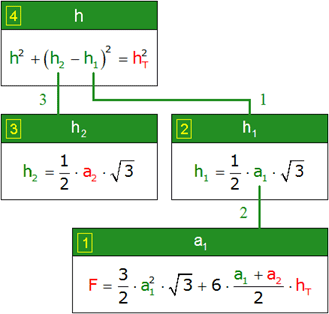 4 h
h² + (h₂ − h₁)² = h_T²
3 1
3 h₂
2 h₁
h₂ = 1/2 · a₂ · √3
h₁ = 1/2 · a₁ · √3
2
1 a₁
F = 3/2 · a₁² · √3 + 6 · (a₁ + a₂)/2 · h_T